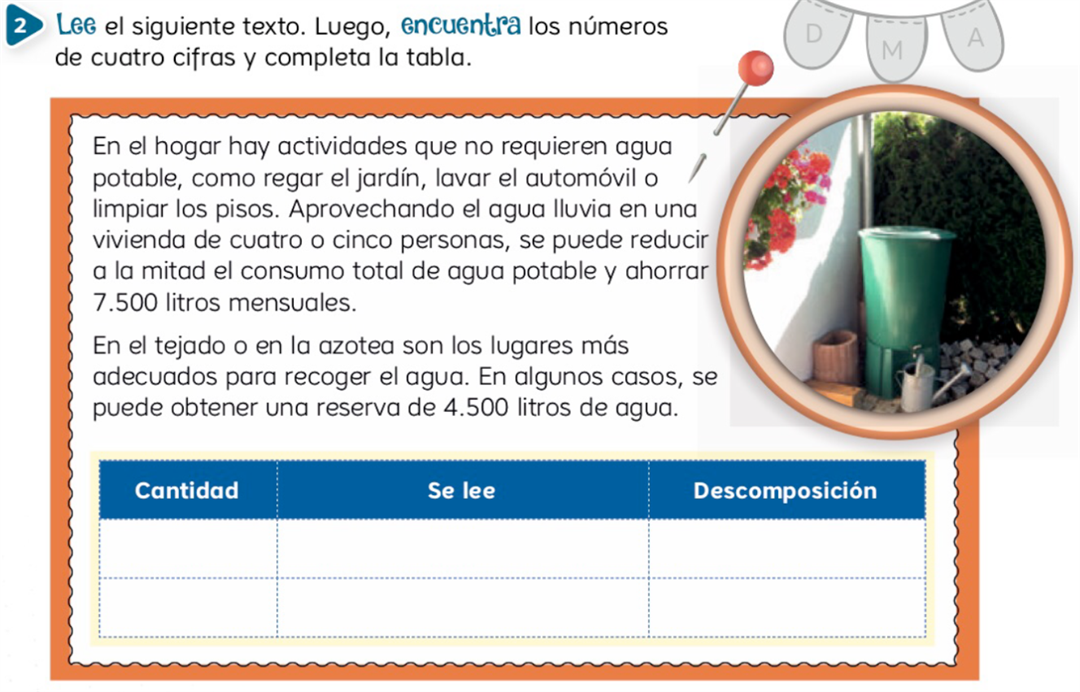 2 Lee el siguiente texto. Luego, encuentra los números
de cuatro cifras y completa la tabla.
D M A
En el hogar hay actividades que no requieren agua
potable, como regar el jardín, lavar el automóvil o
limpiar los pisos. Aprovechando el agua lluvia en una
vivienda de cuatro o cinco personas, se puede reducir
a la mitad el consumo total de agua potable y ahorrar
7.500 litros mensuales.
En el tejado o en la azotea son los lugares más
adecuados para recoger el agua. En algunos casos, se
puede obtener una reserva de 4.500 litros de agua.
Cantidad Se lee Descomposición